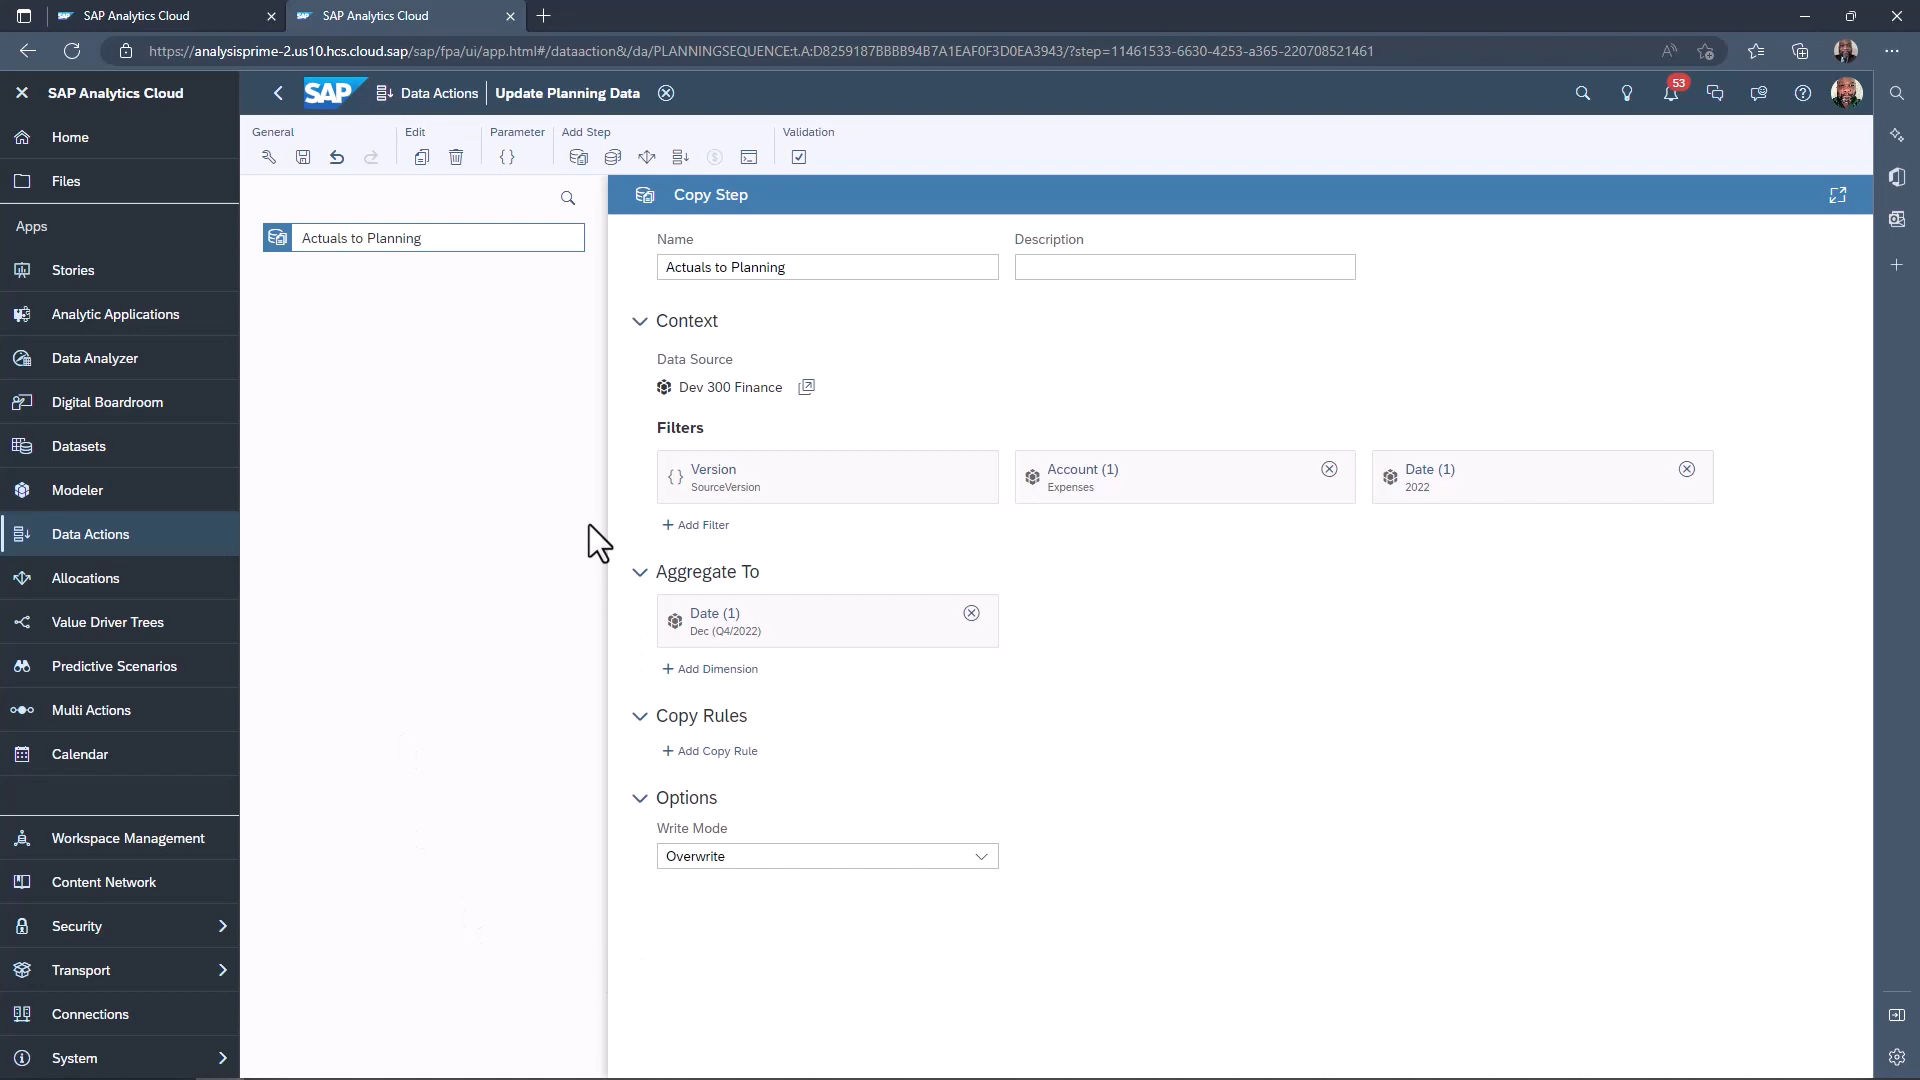 SAP Analytics Cloud
SAP Analytics Cloud
https://analysisprime-2.us10.hcs.cloud.sap/sap/fpa/ui/app.html#/dataaction&/da/PLANNINGSEQUENCE:t.A:D8259187BBBB94B7A1EAF0F3D0EA3943/?step=11461533-6630-4253-a365-220708521461
SAP Analytics Cloud
SAP
Data Actions
Update Planning Data
53
Home
Files
Apps
Stories
Analytic Applications
Data Analyzer
Digital Boardroom
Datasets
Modeler
Data Actions
Allocations
Value Driver Trees
Predictive Scenarios
Multi Actions
Calendar
Workspace Management
Content Network
Security
Transport
Connections
System
General
Edit
Parameter
Add Step
Validation
Actuals to Planning
Copy Step
Name
Description
Actuals to Planning
Context
Data Source
Dev 300 Finance
Filters
Version
SourceVersion
Account (1)
Expenses
Date (1)
2022
+ Add Filter
Aggregate To
Date (1)
Dec (Q4/2022)
+ Add Dimension
Copy Rules
+ Add Copy Rule
Options
Write Mode
Overwrite